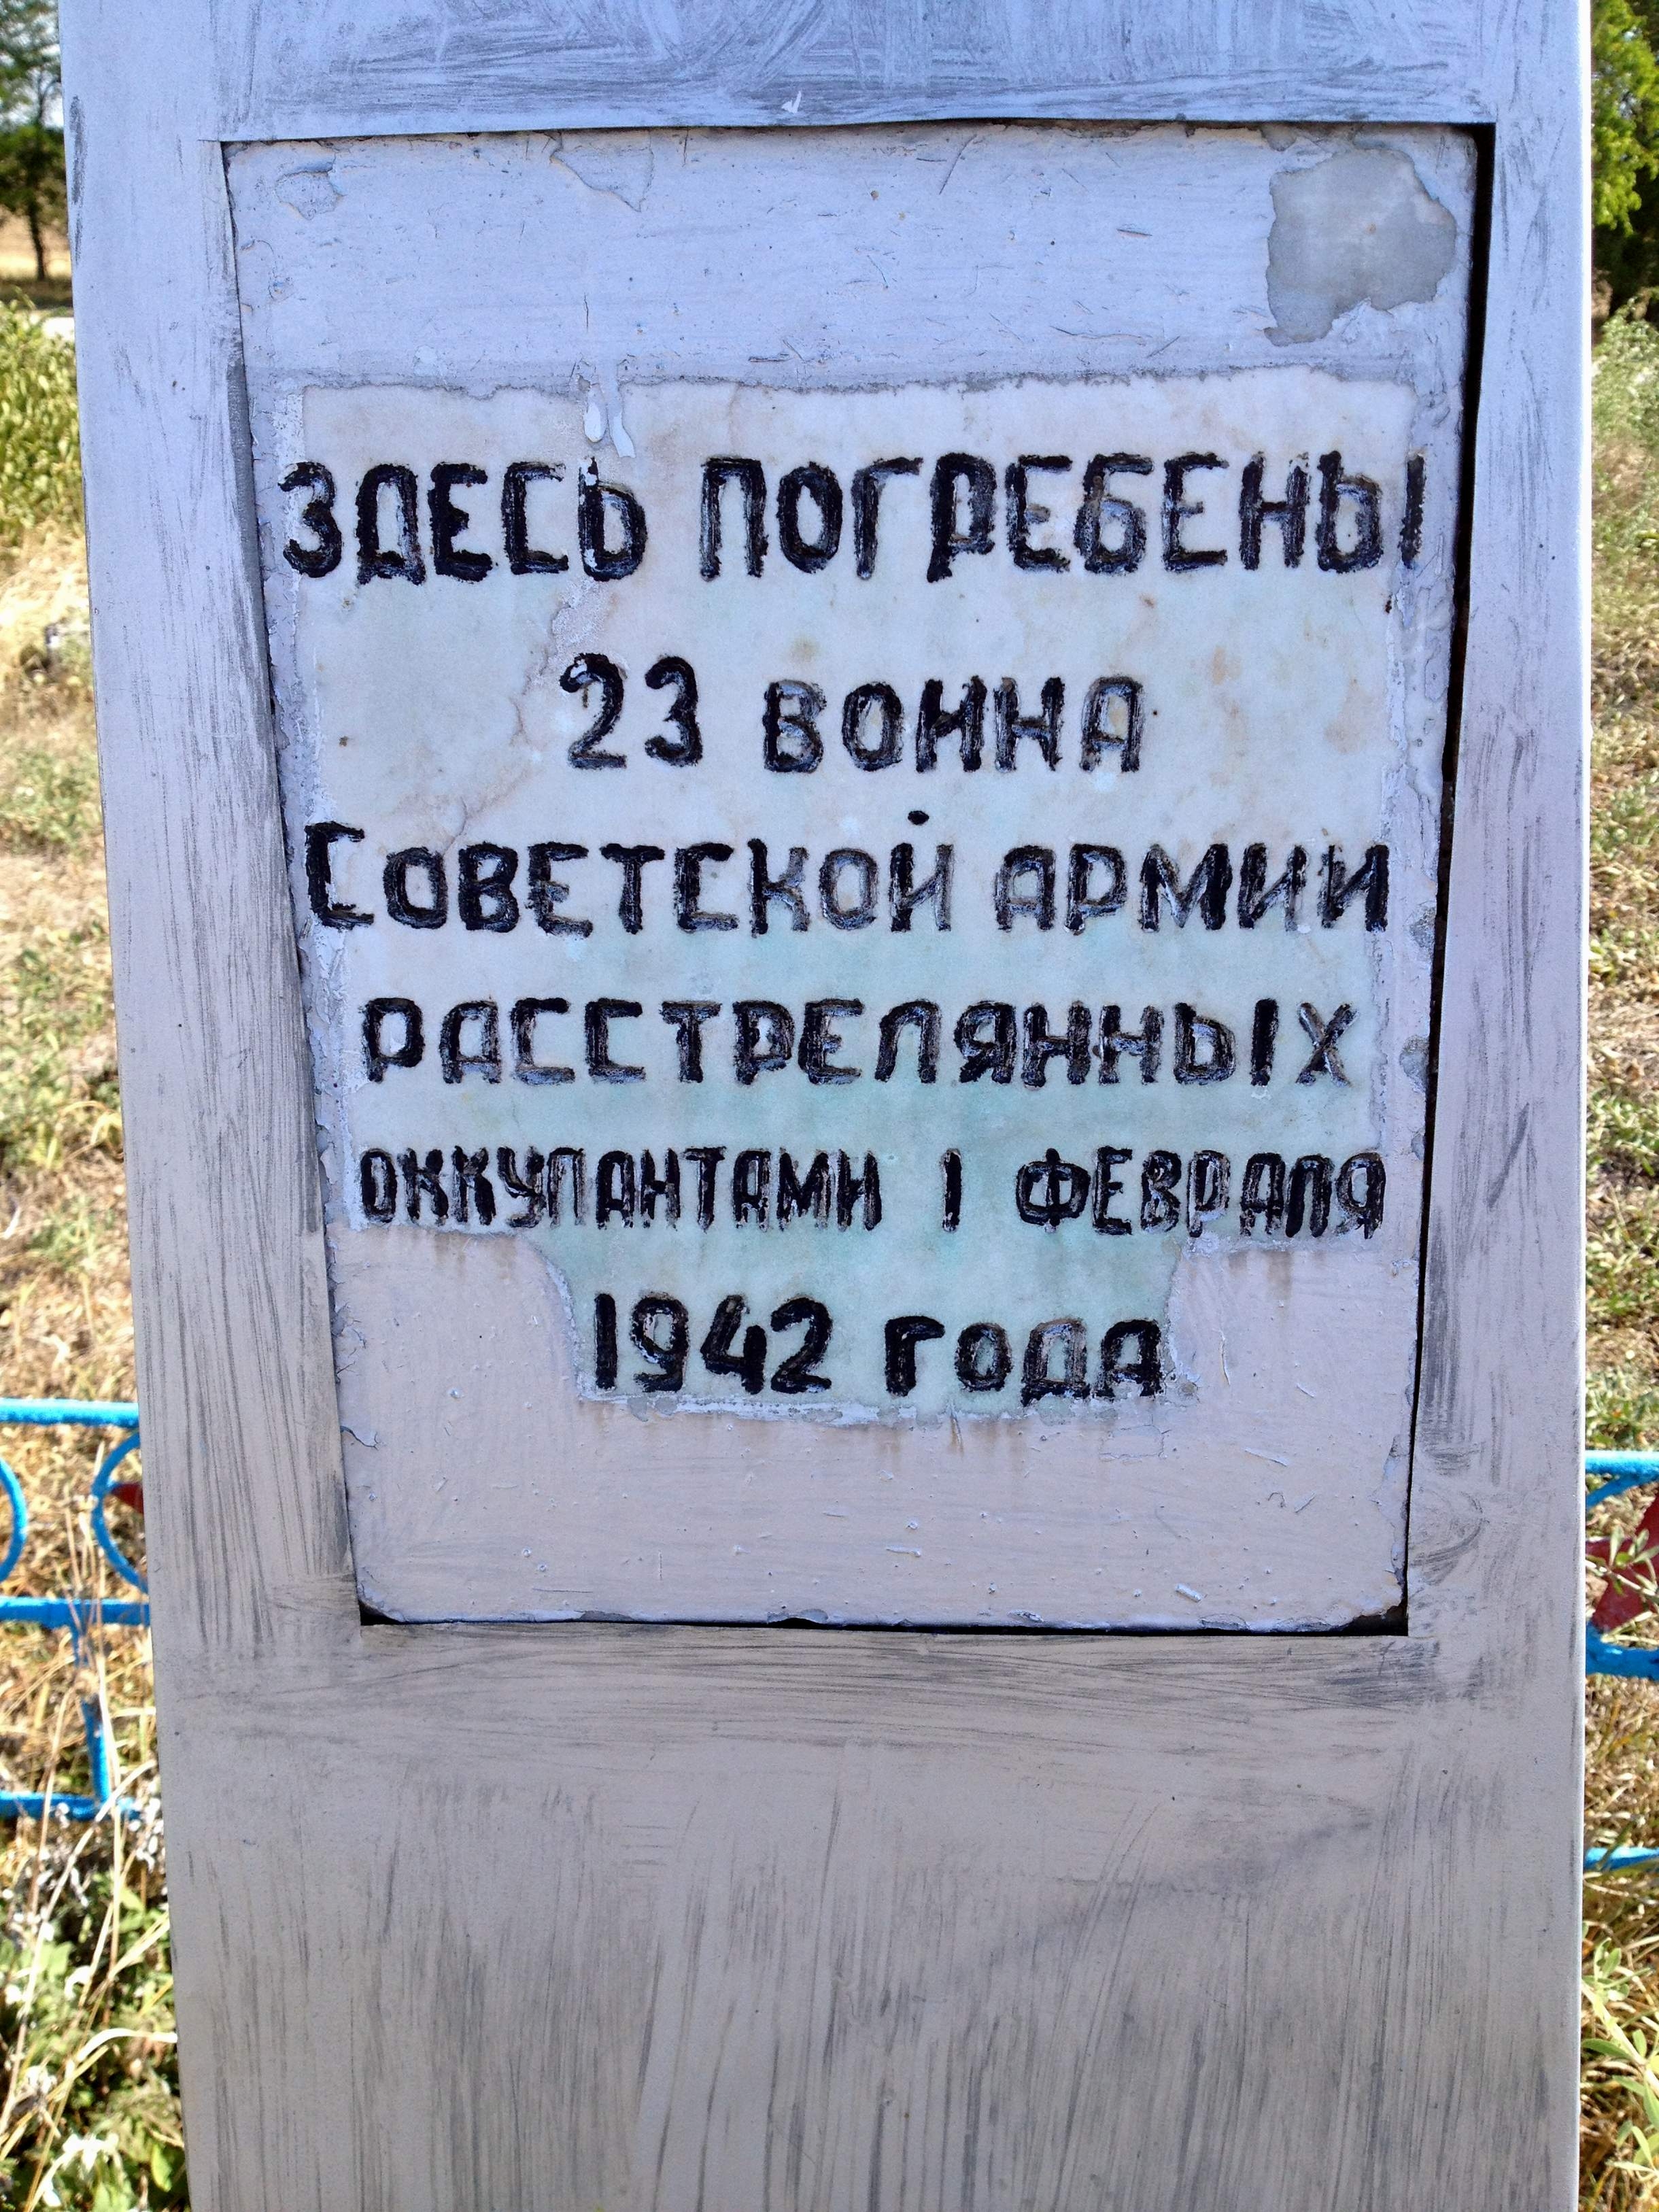 ЗДЕСЬ ПОГРЕБЕНЫ
23 ВОИНА
СОВЕТСКОЙ АРМИИ
РАССТРЕЛЯННЫХ
ОККУПАНТАМИ 1 ФЕВРАЛЯ
1942 ГОДА